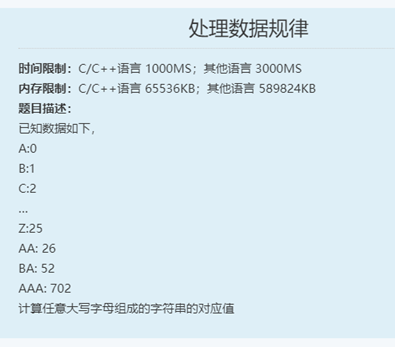 处理数据规律
时间限制：C/C++语言 1000MS；其他语言 3000MS
内存限制：C/C++语言 65536KB；其他语言 589824KB
题目描述：
已知数据如下，
A:0
B:1
C:2
...
Z:25
AA: 26
BA: 52
AAA: 702
计算任意大写字母组成的字符串的对应值